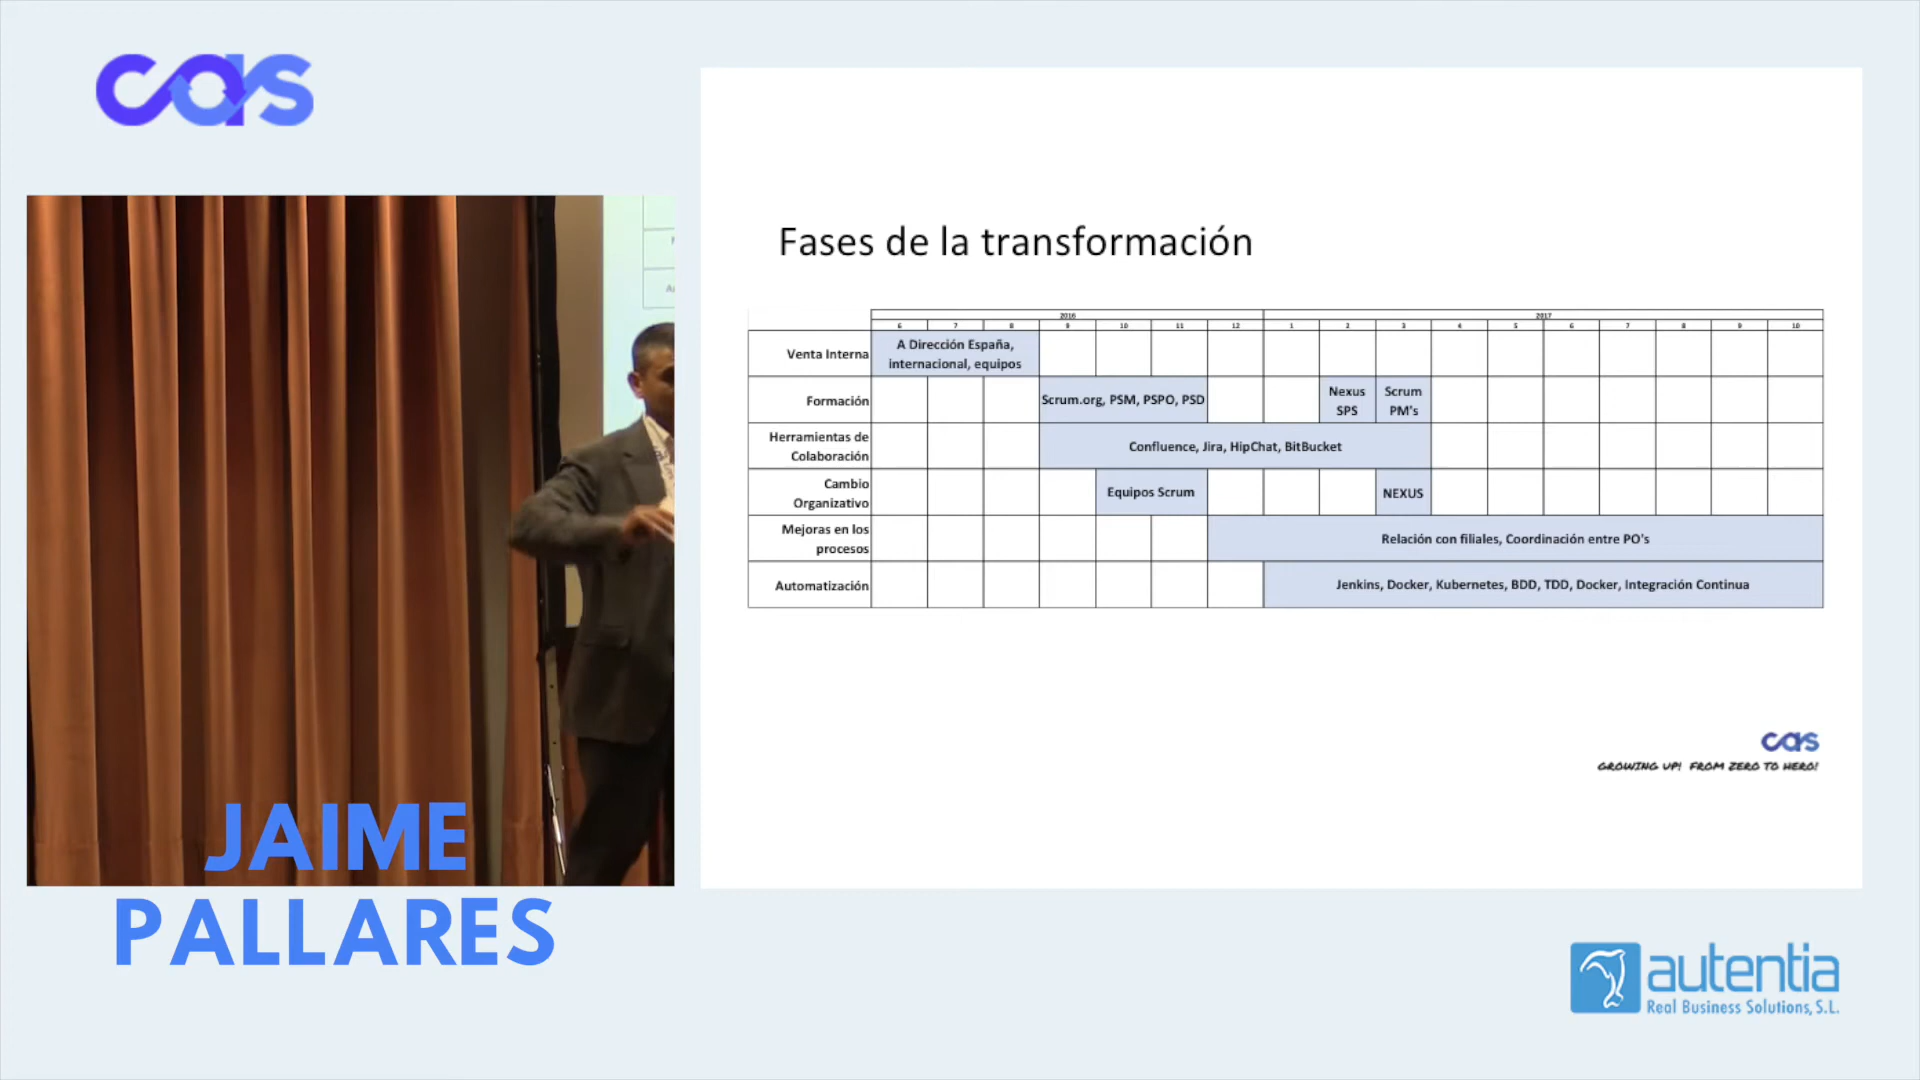 cas
JAIME
PALLARES
Fases de la transformación
2016 2017
6 7 8 9 10 11 12 1 2 3 4 5 6 7 8 9 10
Venta Interna
A Dirección España,
internacional, equipos
Formación
Scrum.org, PSM, PSPO, PSD
Nexus
SPS
Scrum
PM's
Herramientas de
Colaboración
Confluence, Jira, HipChat, BitBucket
Cambio
Organizativo
Equipos Scrum
NEXUS
Mejoras en los
procesos
Relación con filiales, Coordinación entre PO's
Automatización
Jenkins, Docker, Kubernetes, BDD, TDD, Docker, Integración Continua
cas
GROWING UP! FROM ZERO TO HERO!
autentia
Real Business Solutions, S.L.